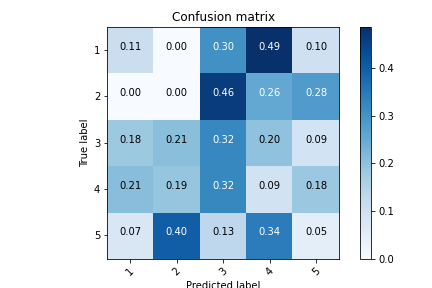 Confusion matrix
1 0.11 0.00 0.30 0.49 0.10
2 0.00 0.00 0.46 0.26 0.28
3 0.18 0.21 0.32 0.20 0.09
4 0.21 0.19 0.32 0.09 0.18
5 0.07 0.40 0.13 0.34 0.05
1 2 3 4 5
True label
Predicted label
0.4
0.3
0.2
0.1
0.0